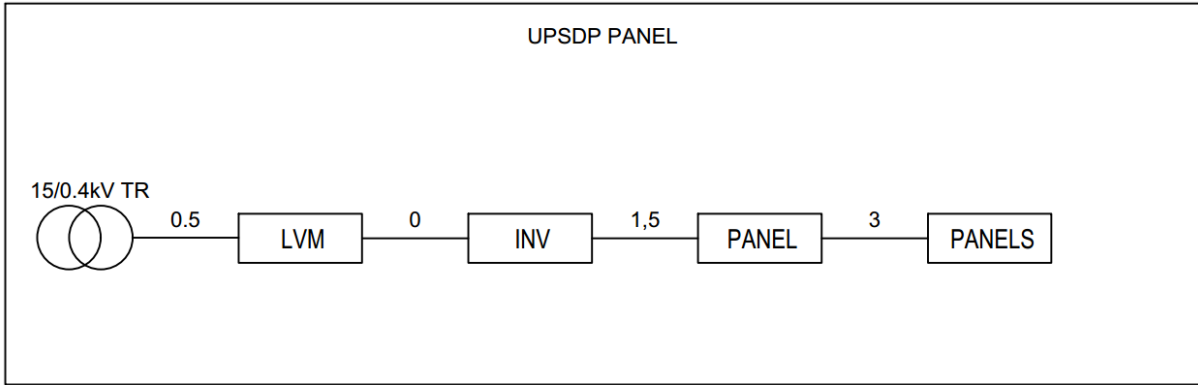 UPSDP PANEL
15/0.4kV TR
0.5
LVM
0
INV
1,5
PANEL
3
PANELS